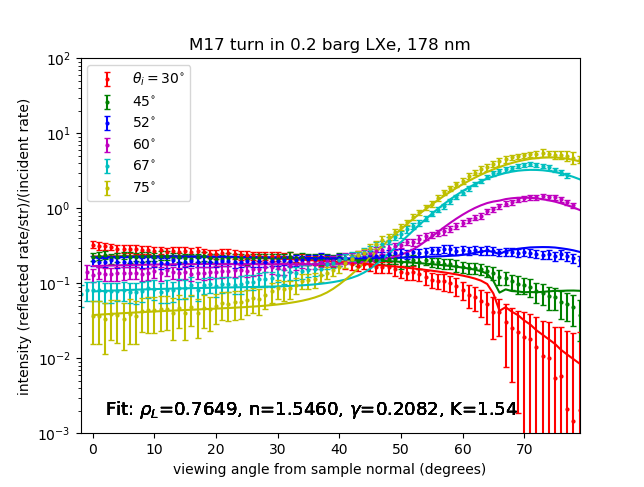 M17 turn in 0.2 barg LXe, 178 nm
intensity (reflected rate/str)/(incident rate)
10²
10¹
10⁰
10⁻¹
10⁻²
10⁻³
θᵢ = 30°
45°
52°
60°
67°
75°
Fit: ρ_L=0.7649, n=1.5460, γ=0.2082, K=1.54
0 10 20 30 40 50 60 70
viewing angle from sample normal (degrees)